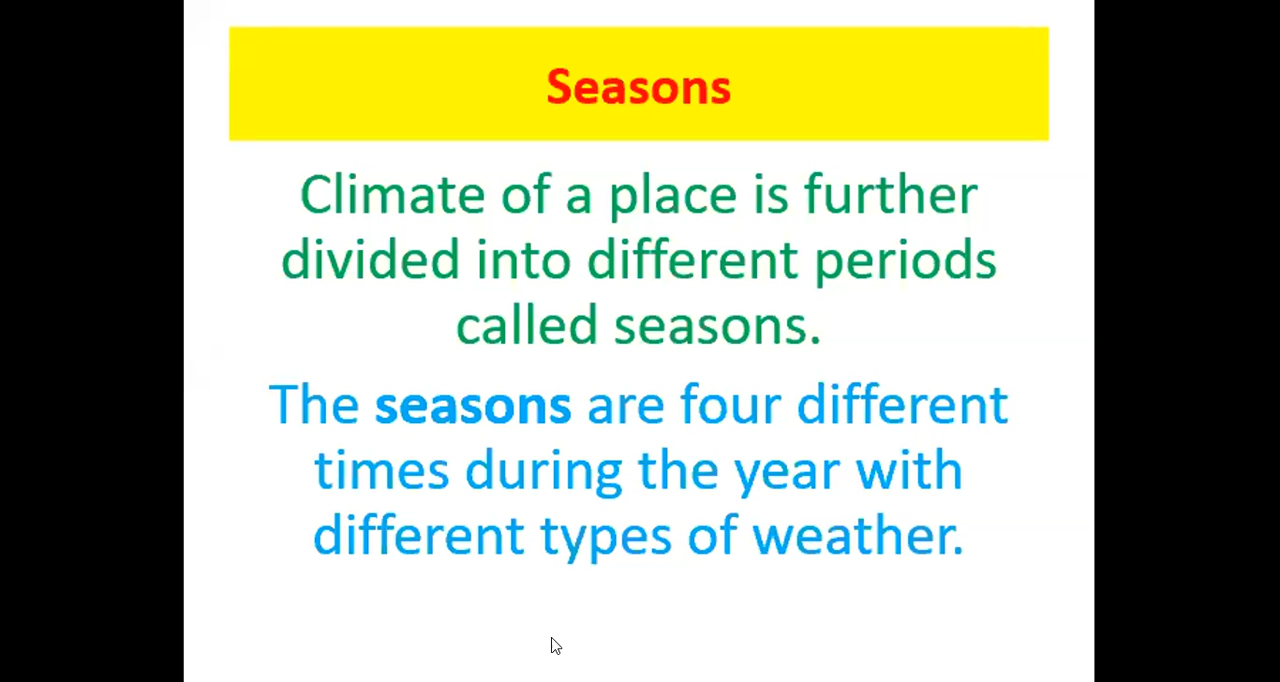 Seasons
Climate of a place is further
divided into different periods
called seasons.
The seasons are four different
times during the year with
different types of weather.